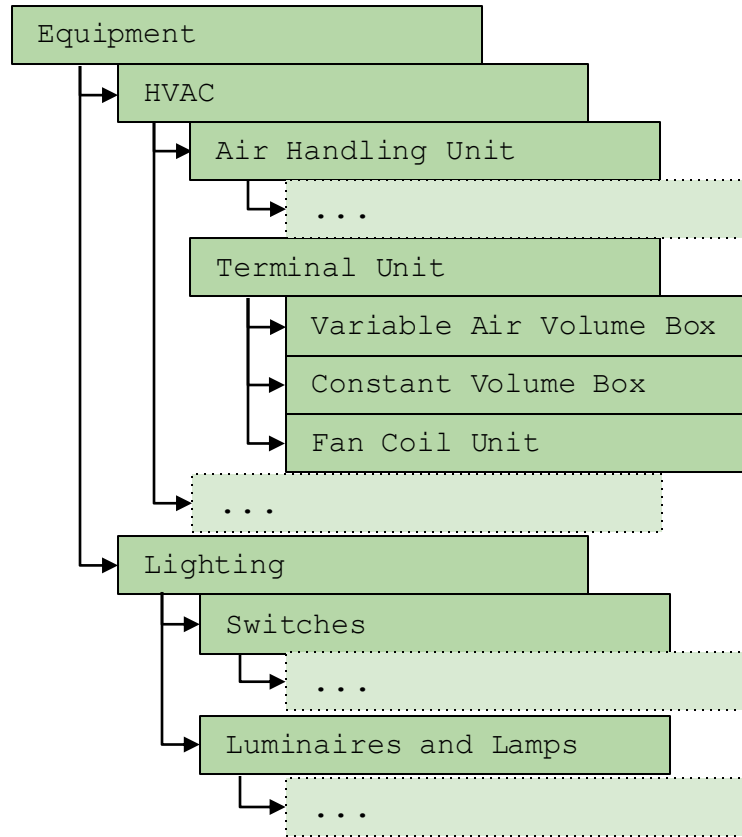 Equipment
HVAC
Air Handling Unit
...
Terminal Unit
Variable Air Volume Box
Constant Volume Box
Fan Coil Unit
...
Lighting
Switches
...
Luminaires and Lamps
...